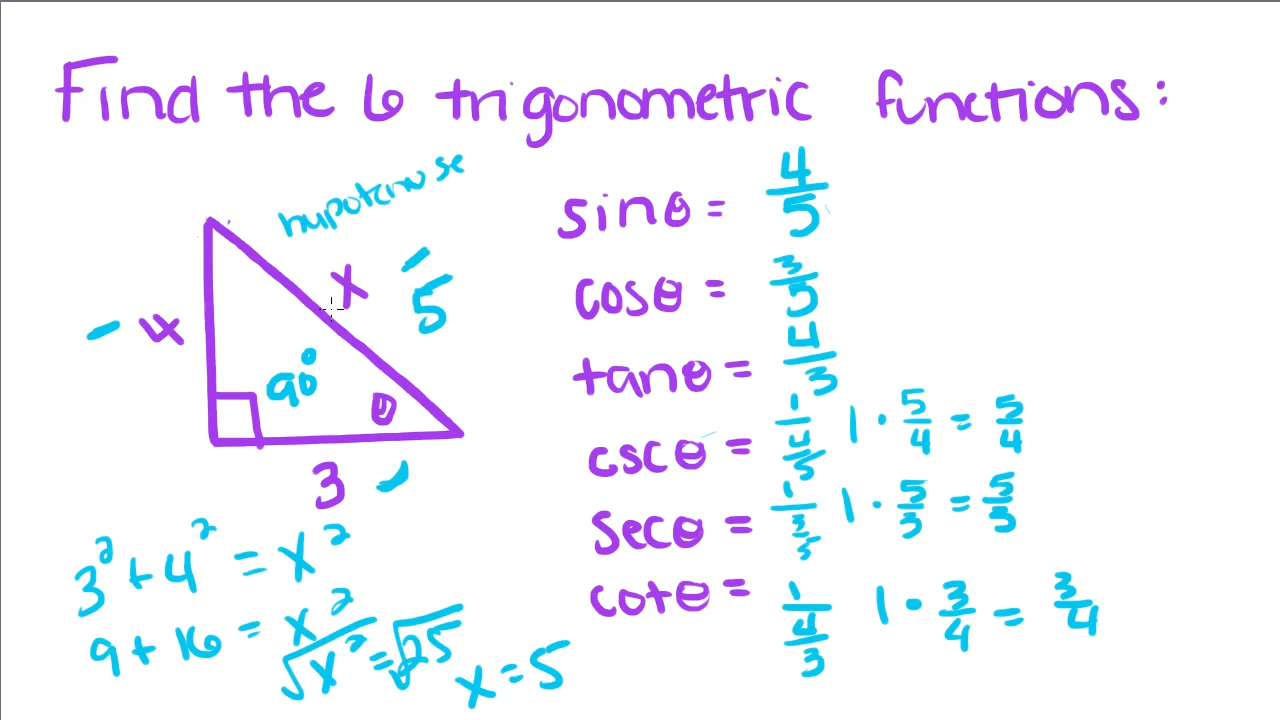 Find the 6 trigonometric functions:
hypotenuse
x 5
4
90°
θ
3
3² + 4² = x²
9 + 16 = x²
√x² = √25
x = 5
sinθ = 4/5
cosθ = 3/5
tanθ = 4/3
cscθ = 1/(4/5) 1 · 5/4 = 5/4
secθ = 1/(3/5) 1 · 5/3 = 5/3
cotθ = 1/(4/3) 1 · 3/4 = 3/4